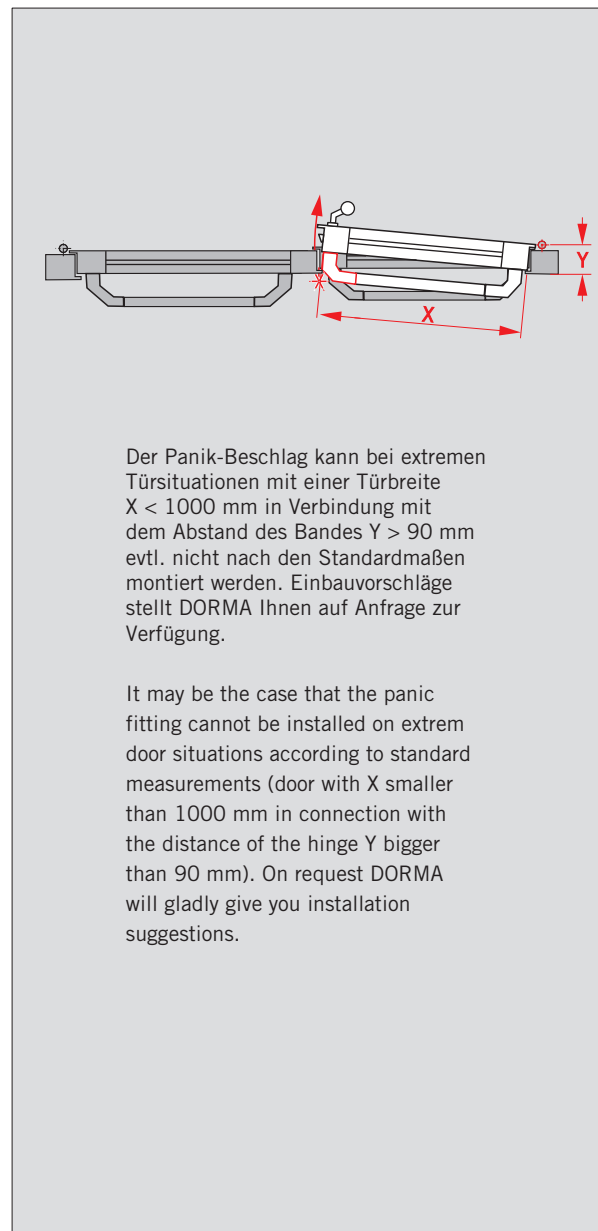 Y
X
Der Panik-Beschlag kann bei extremen
Türsituationen mit einer Türbreite
X < 1000 mm in Verbindung mit
dem Abstand des Bandes Y > 90 mm
evtl. nicht nach den Standardmaßen
montiert werden. Einbauvorschläge
stellt DORMA Ihnen auf Anfrage zur
Verfügung.
It may be the case that the panic
fitting cannot be installed on extrem
door situations according to standard
measurements (door with X smaller
than 1000 mm in connection with
the distance of the hinge Y bigger
than 90 mm). On request DORMA
will gladly give you installation
suggestions.